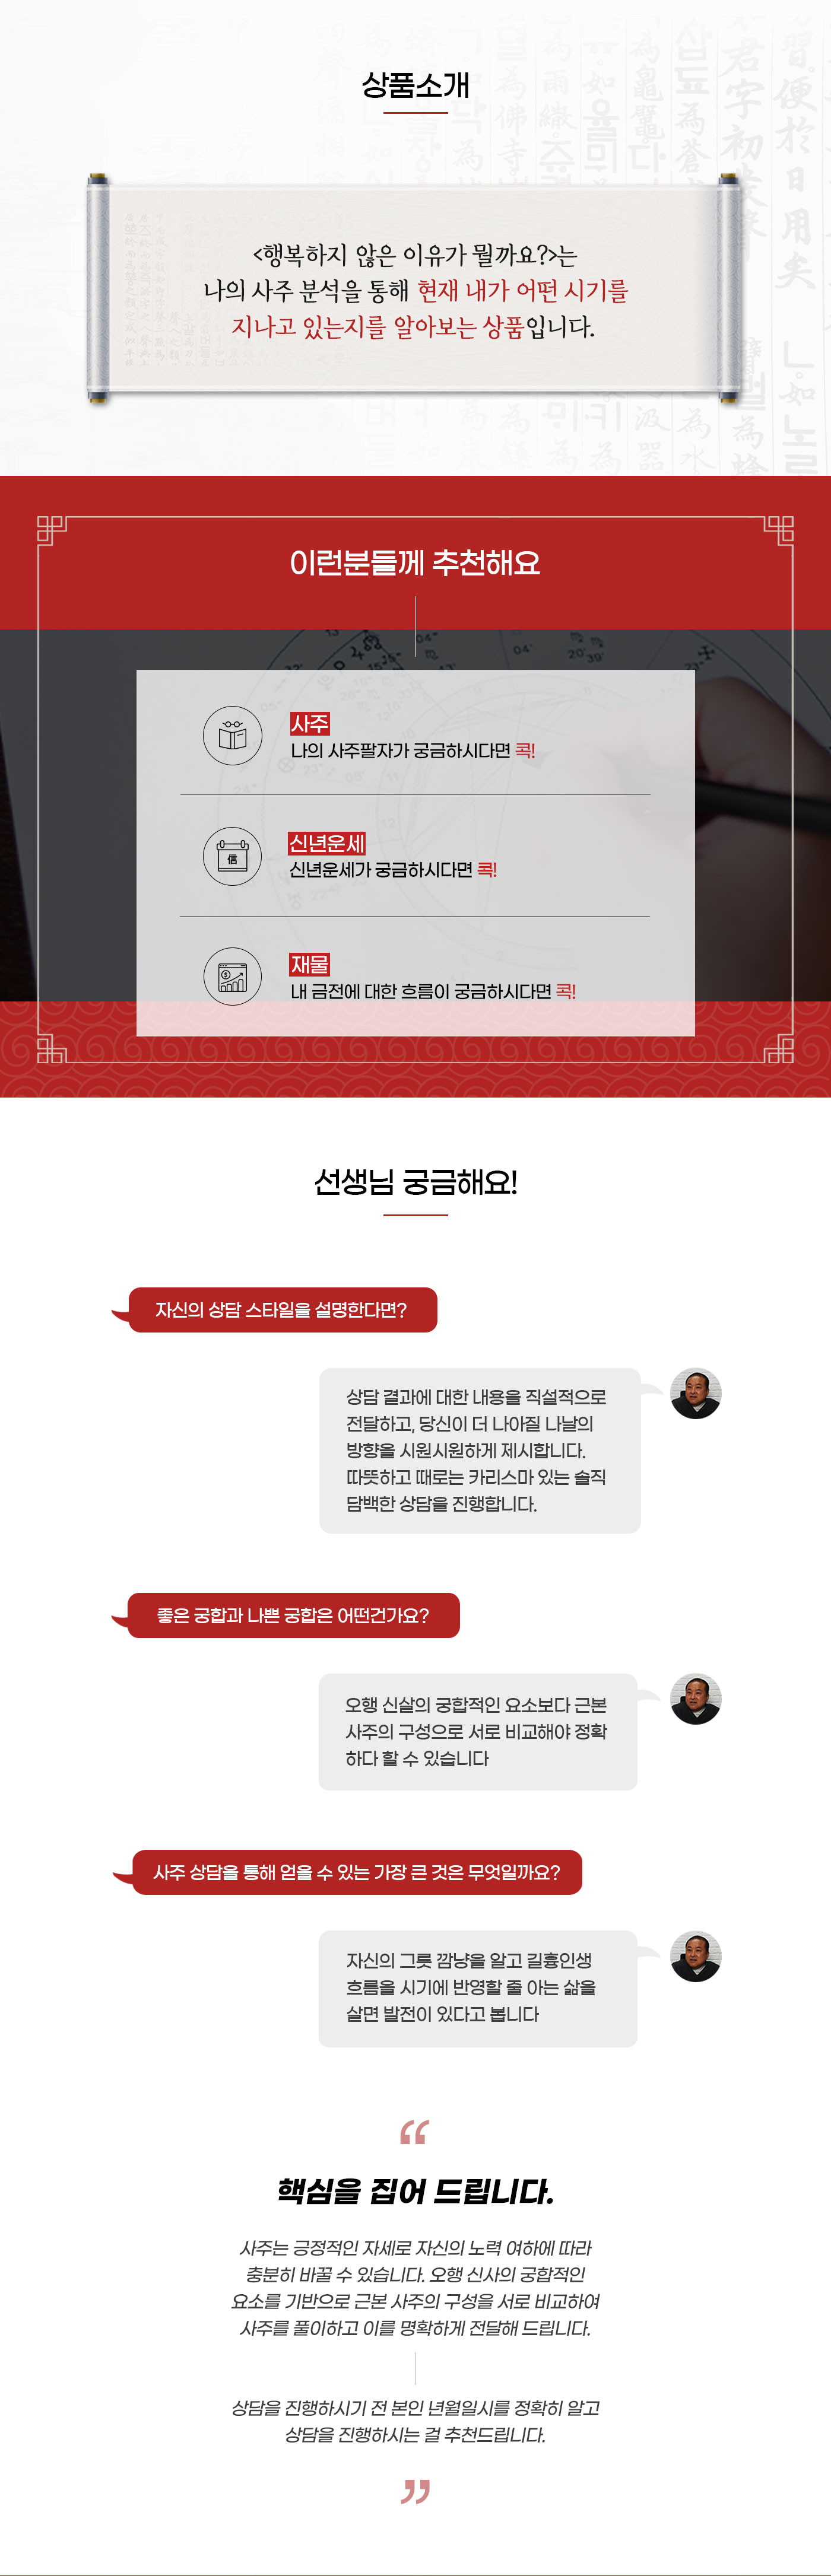 상품소개
<행복하지 않은 이유가 뭘까요?>는
나의 사주 분석을 통해 현재 내가 어떤 시기를
지나고 있는지를 알아보는 상품입니다.
이런분들께 추천해요
사주
나의 사주팔자가 궁금하시다면 콕!
信
신년운세
신년운세가 궁금하시다면 콕!
재물
내 금전에 대한 흐름이 궁금하시다면 콕!
선생님 궁금해요!
자신의 상담 스타일을 설명한다면?
상담 결과에 대한 내용을 직설적으로
전달하고, 당신이 더 나아질 나날의
방향을 시원시원하게 제시합니다.
따뜻하고 때로는 카리스마 있는 솔직
담백한 상담을 진행합니다.
좋은 궁합과 나쁜 궁합은 어떤건가요?
오행 신살의 궁합적인 요소보다 근본
사주의 구성으로 서로 비교해야 정확
하다 할 수 있습니다
사주 상담을 통해 얻을 수 있는 가장 큰 것은 무엇일까요?
자신의 그릇 깜냥을 알고 길흉인생
흐름을 시기에 반영할 줄 아는 삶을
살면 발전이 있다고 봅니다
“
핵심을 집어 드립니다.
사주는 긍정적인 자세로 자신의 노력 여하에 따라
충분히 바꿀 수 있습니다. 오행 신사의 궁합적인
요소를 기반으로 근본 사주의 구성을 서로 비교하여
사주를 풀이하고 이를 명확하게 전달해 드립니다.
상담을 진행하시기 전 본인 년월일시를 정확히 알고
상담을 진행하시는 걸 추천드립니다.
”